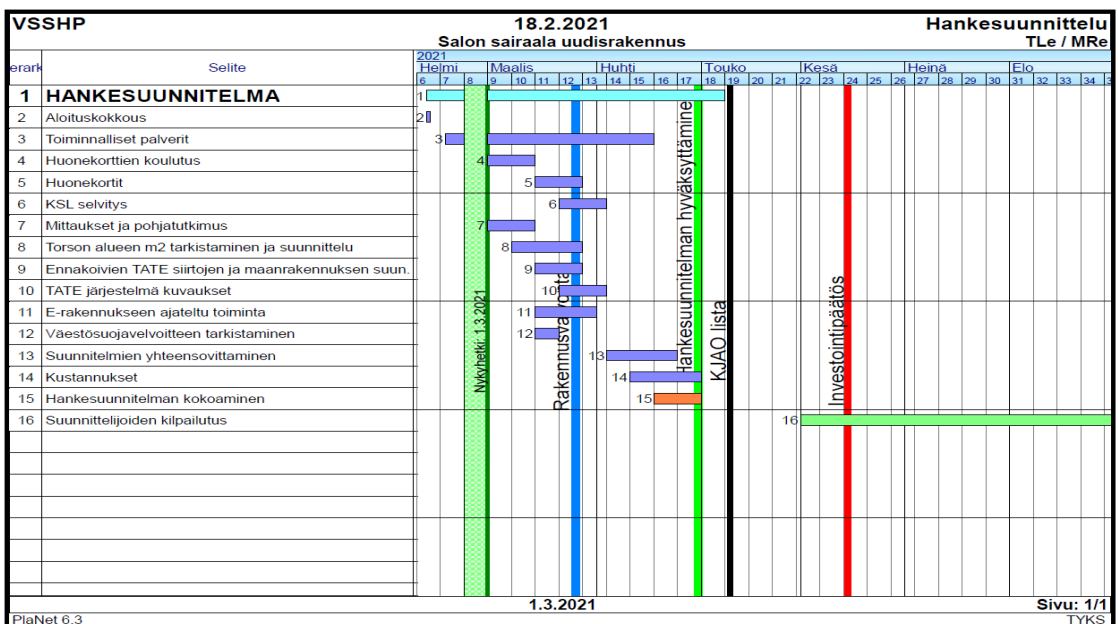 VSSHP 18.2.2021 Hankesuunnittelu
Salon sairaala uudisrakennus TLe / MRe
2021
erark Selite Helmi Maalis Huhti Touko Kesä Heinä Elo
6 7 8 9 10 11 12 13 14 15 16 17 18 19 20 21 22 23 24 25 26 27 28 29 30 31 32 33 34
1 HANKESUUNNITELMA 1
2 Aloituskokkous 2
3 Toiminnalliset palverit 3
4 Huonekorttien koulutus 4
5 Huonekortit 5
6 KSL selvitys 6
7 Mittaukset ja pohjatutkimus 7
8 Torson alueen m2 tarkistaminen ja suunnittelu 8
9 Ennakoivien TATE siirtojen ja maanrakennuksen suun. 9
10 TATE järjestelmä kuvaukset 10
11 E-rakennukseen ajateltu toiminta 11
12 Väestösuojavelvoitteen tarkistaminen 12
13 Suunnitelmien yhteensovittaminen 13
14 Kustannukset 14
15 Hankesuunnitelman kokoaminen 15
16 Suunnittelijoiden kilpailutus 16
Nykyhetki: 1.3.2021
Hankesuunnitelman hyväksyttäminen
KJAO lista
Investointipäätös
1.3.2021 Sivu: 1/1
PlaNet 6.3 TYKS